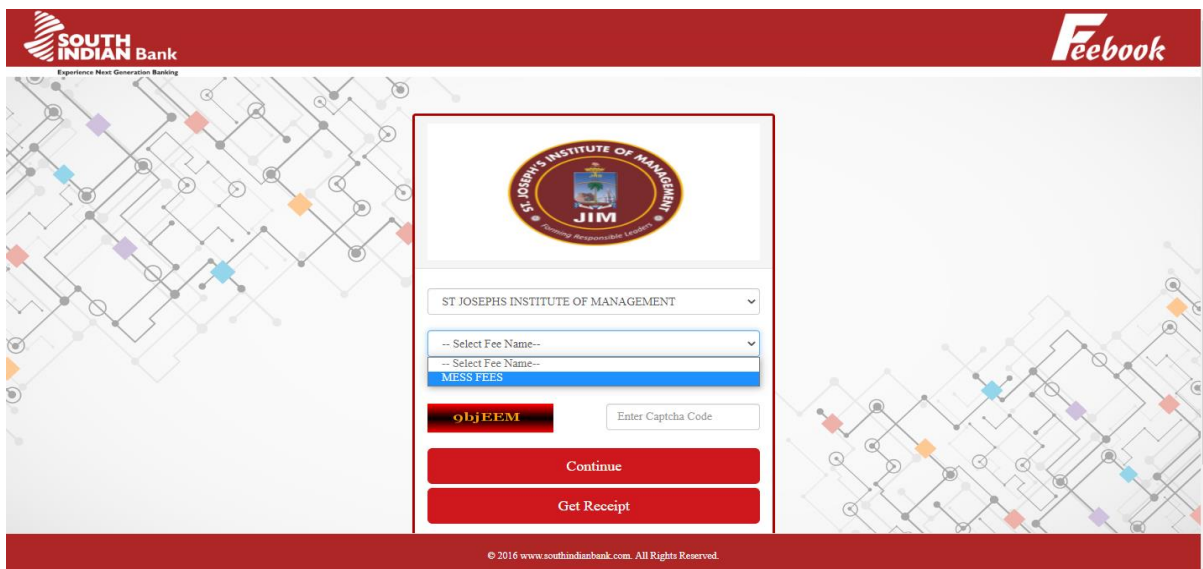 SOUTH
INDIAN Bank
Experience Next Generation Banking
Feebook
ST. JOSEPH'S INSTITUTE OF MANAGEMENT
JIM
Forming Responsible Leaders
ST JOSEPHS INSTITUTE OF MANAGEMENT
-- Select Fee Name--
-- Select Fee Name--
MESS FEES
9bjEEM
Enter Captcha Code
Continue
Get Receipt
© 2016 www.southindianbank.com. All Rights Reserved.